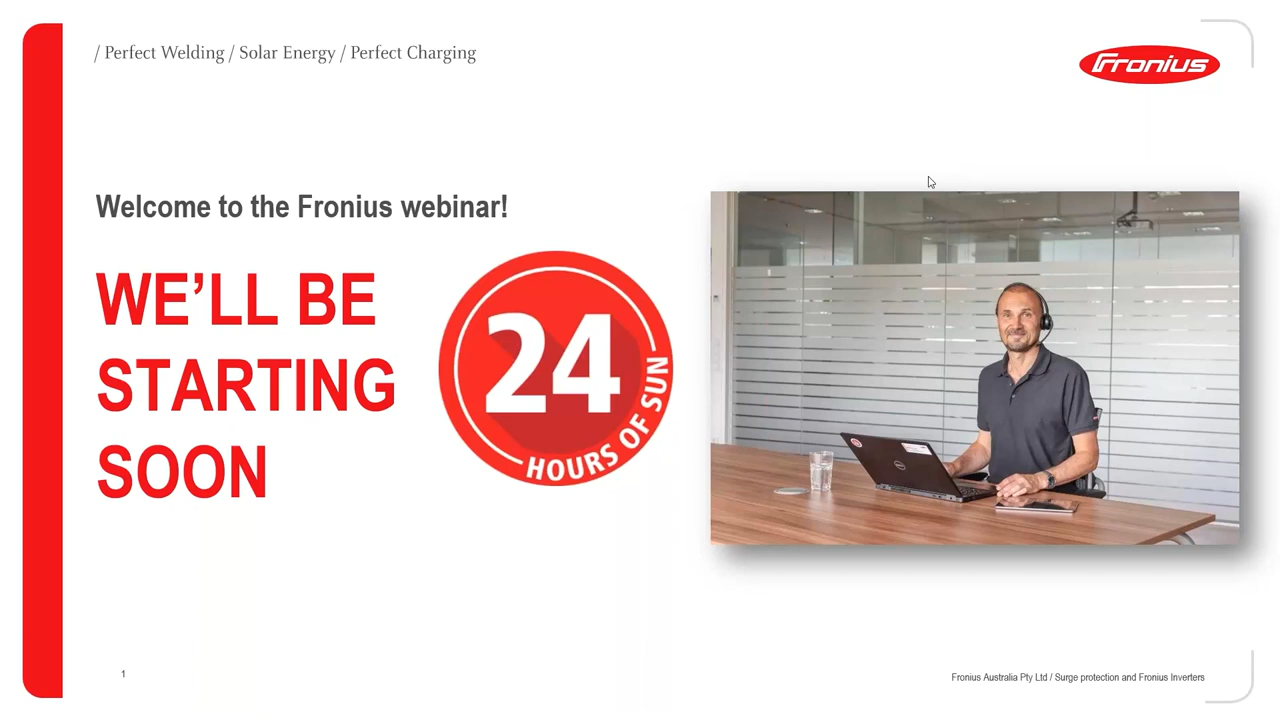 / Perfect Welding / Solar Energy / Perfect Charging
Fronius
Welcome to the Fronius webinar!
WE’LL BE
STARTING
SOON
24
HOURS OF SUN
DELL
1
Fronius Australia Pty Ltd / Surge protection and Fronius Inverters